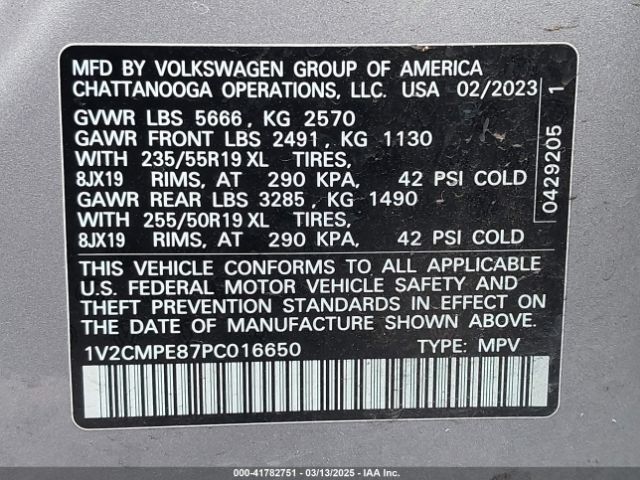 MFD BY VOLKSWAGEN GROUP OF AMERICA
CHATTANOOGA OPERATIONS, LLC. USA 02/2023
GVWR LBS 5666, KG 2570
GAWR FRONT LBS 2491, KG 1130
WITH 235/55R19 XL TIRES,
8JX19 RIMS, AT 290 KPA, 42 PSI COLD
GAWR REAR LBS 3285, KG 1490
WITH 255/50R19 XL TIRES,
8JX19 RIMS, AT 290 KPA, 42 PSI COLD
THIS VEHICLE CONFORMS TO ALL APPLICABLE
U.S. FEDERAL MOTOR VEHICLE SAFETY AND
THEFT PREVENTION STANDARDS IN EFFECT ON
THE DATE OF MANUFACTURE SHOWN ABOVE.
1V2CMPE87PC016650 TYPE: MPV
0429205 1
000-41782751 - 03/13/2025 - IAA Inc.